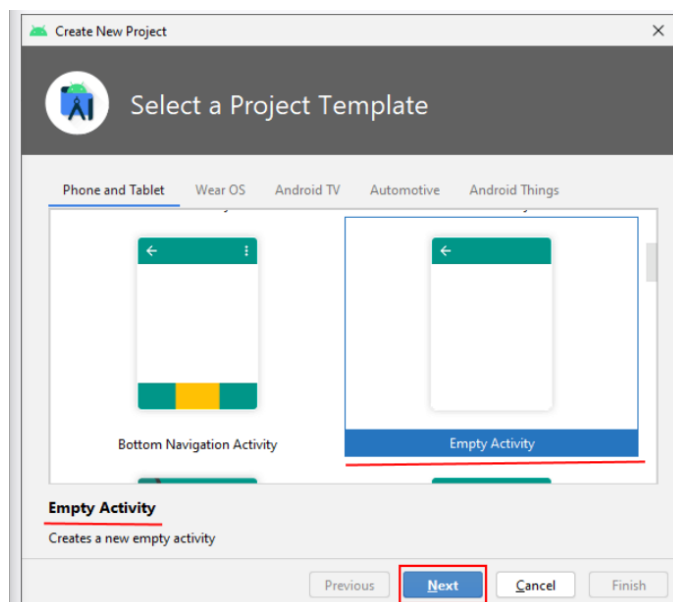 Create New Project
Select a Project Template
Phone and Tablet Wear OS Android TV Automotive Android Things
Bottom Navigation Activity Empty Activity
Empty Activity
Creates a new empty activity
Previous Next Cancel Finish